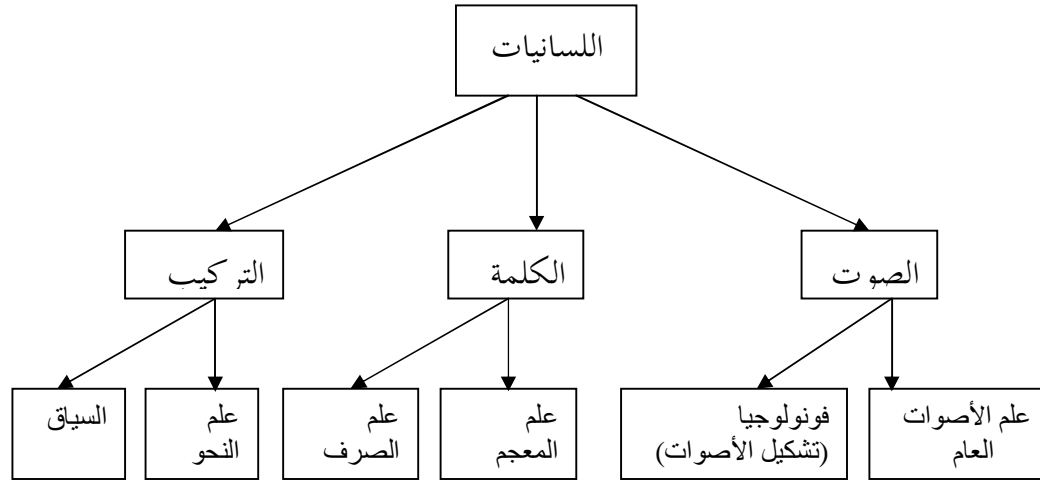 اللسانيات
الصوت
الكلمة
التركيب
علم الأصوات
العام
فونولوجيا
(تشكيل الأصوات)
علم
المعجم
علم
الصرف
علم
النحو
السياق